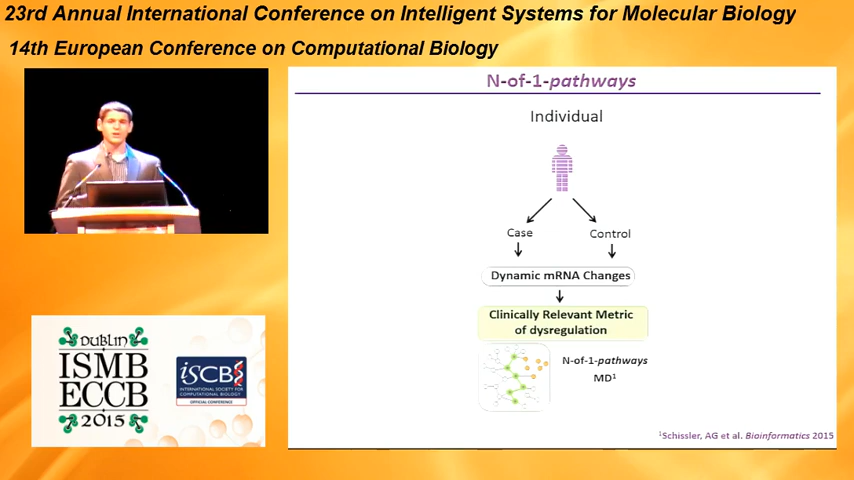 23rd Annual International Conference on Intelligent Systems for Molecular Biology
14th European Conference on Computational Biology
N-of-1-pathways
Individual
Case
Control
Dynamic mRNA Changes
Clinically Relevant Metric
of dysregulation
N-of-1-pathways
MD¹
¹Schissler, AG et al. Bioinformatics 2015
DUBLIN
ISMB
ECCB
2015
ISCB
INTERNATIONAL SOCIETY FOR
COMPUTATIONAL BIOLOGY
OFFICIAL CONFERENCE